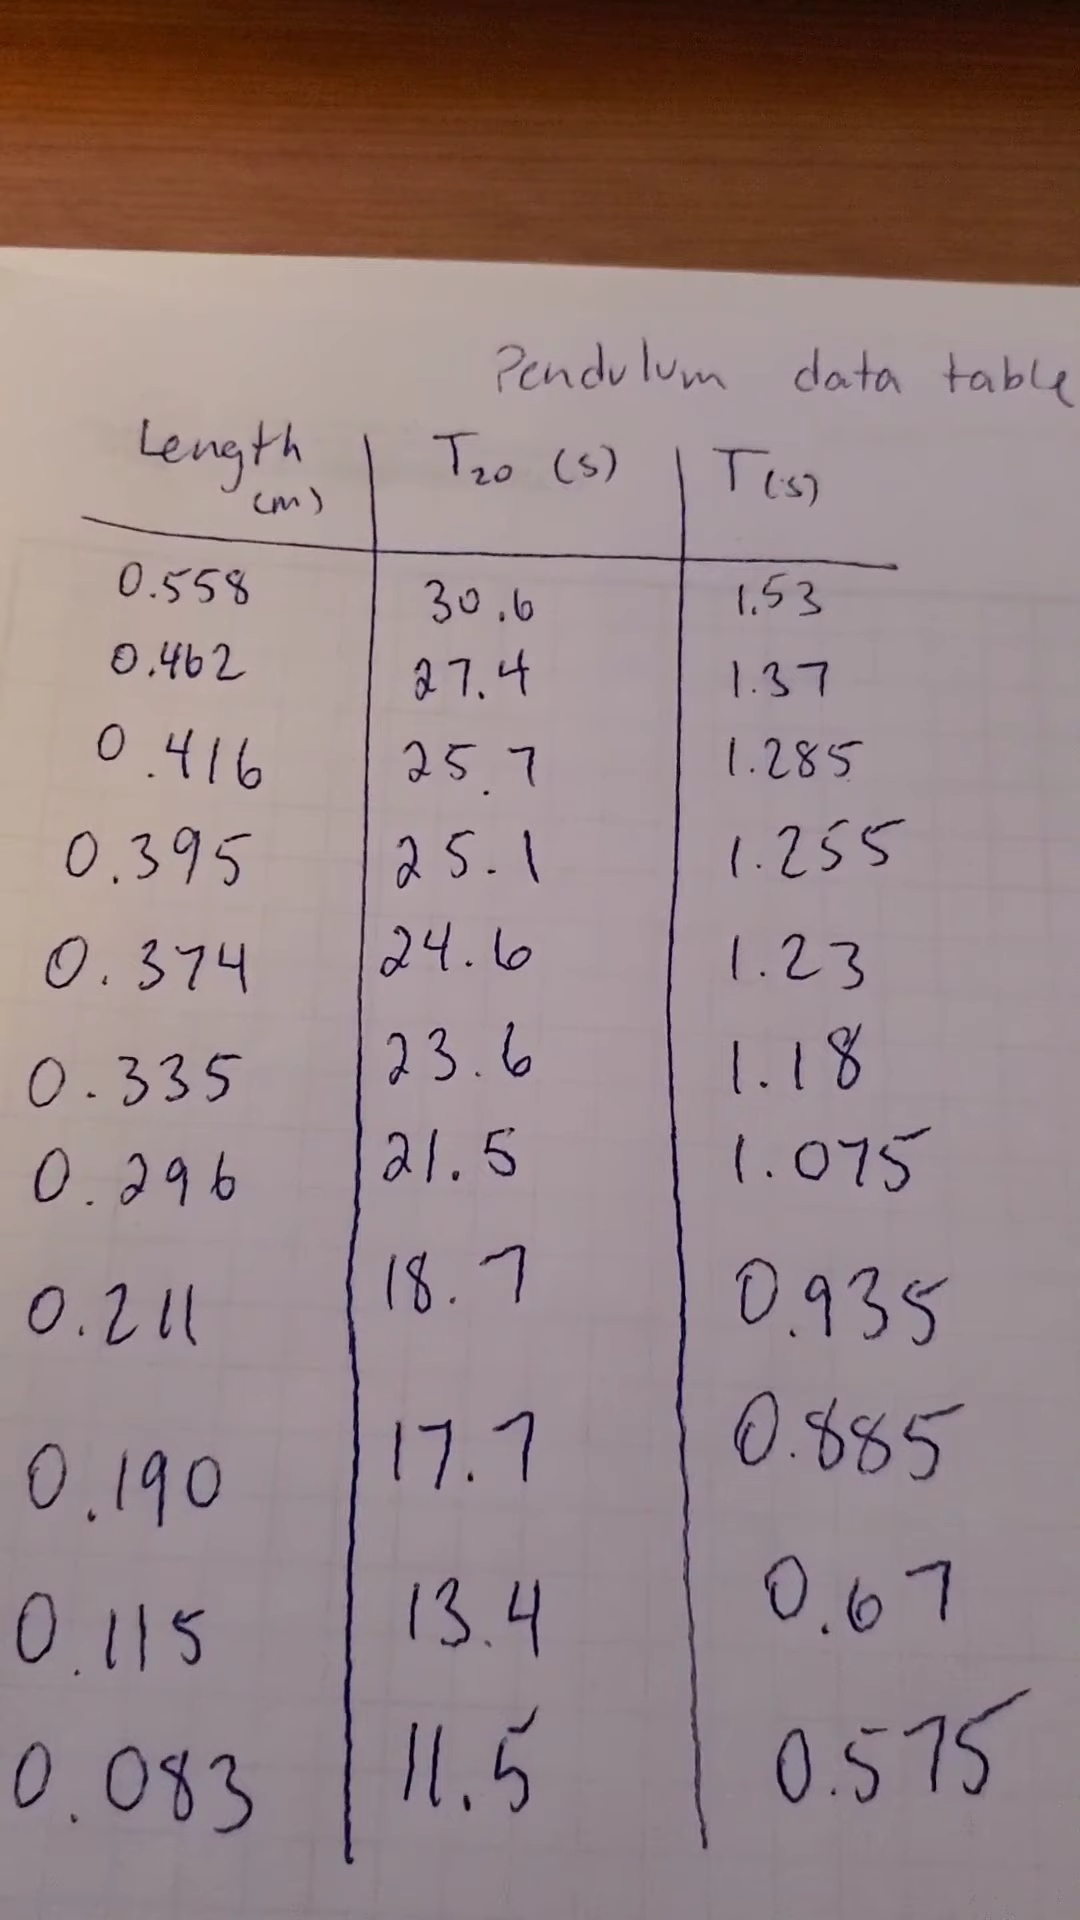 Pendulum data table
Length (m) T20 (s) T(s)
0.558 30.6 1.53
0.462 27.4 1.37
0.416 25.7 1.285
0.395 25.1 1.255
0.374 24.6 1.23
0.335 23.6 1.18
0.296 21.5 1.075
0.211 18.7 0.935
0.190 17.7 0.885
0.115 13.4 0.67
0.083 11.5 0.575